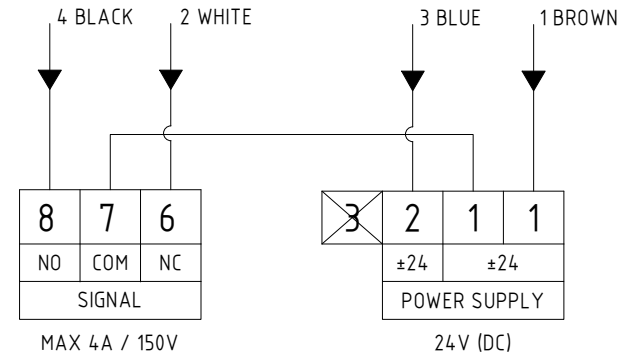 4 BLACK 2 WHITE 3 BLUE 1 BROWN
8 7 6 3 2 1 1
NO COM NC ±24 ±24
SIGNAL POWER SUPPLY
MAX 4A / 150V 24V (DC)